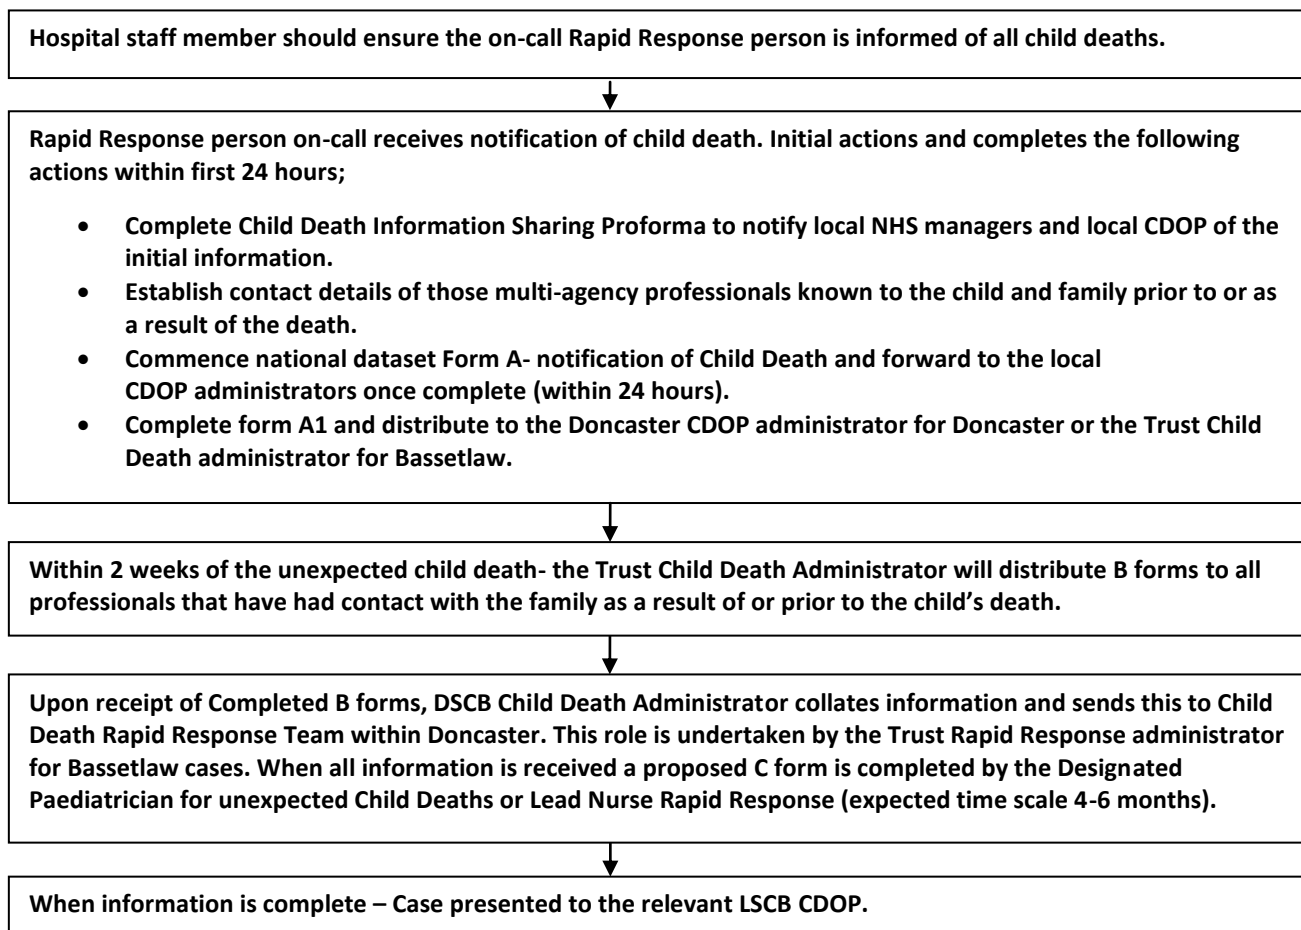 Hospital staff member should ensure the on-call Rapid Response person is informed of all child deaths.
Rapid Response person on-call receives notification of child death. Initial actions and completes the following
actions within first 24 hours;
• Complete Child Death Information Sharing Proforma to notify local NHS managers and local CDOP of the
initial information.
• Establish contact details of those multi-agency professionals known to the child and family prior to or as
a result of the death.
• Commence national dataset Form A- notification of Child Death and forward to the local
CDOP administrators once complete (within 24 hours).
• Complete form A1 and distribute to the Doncaster CDOP administrator for Doncaster or the Trust Child
Death administrator for Bassetlaw.
Within 2 weeks of the unexpected child death- the Trust Child Death Administrator will distribute B forms to all
professionals that have had contact with the family as a result of or prior to the child’s death.
Upon receipt of Completed B forms, DSCB Child Death Administrator collates information and sends this to Child
Death Rapid Response Team within Doncaster. This role is undertaken by the Trust Rapid Response administrator
for Bassetlaw cases. When all information is received a proposed C form is completed by the Designated
Paediatrician for unexpected Child Deaths or Lead Nurse Rapid Response (expected time scale 4-6 months).
When information is complete – Case presented to the relevant LSCB CDOP.